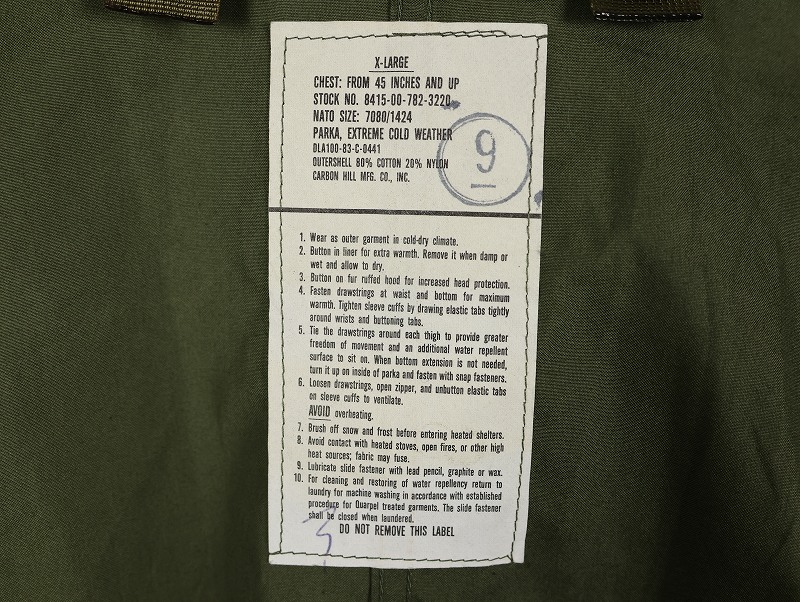 X-LARGE
CHEST: FROM 45 INCHES AND UP
STOCK NO. 8415-00-782-3220
NATO SIZE: 7080/1424
PARKA, EXTREME COLD WEATHER
DLA100-83-C-0441
OUTERSHELL 80% COTTON 20% NYLON
CARBON HILL MFG. CO., INC.
9
1. Wear as outer garment in cold-dry climate.
2. Button in liner for extra warmth. Remove it when damp or
wet and allow to dry.
3. Button on fur ruffed hood for increased head protection.
4. Fasten drawstrings at waist and bottom for maximum
warmth. Tighten sleeve cuffs by drawing elastic tabs tightly
around wrists and buttoning tabs.
5. Tie the drawstrings around each thigh to provide greater
freedom of movement and an additional water repellent
surface to sit on. When bottom extension is not needed,
turn it up on inside of parka and fasten with snap fasteners.
6. Loosen drawstrings, open zipper, and unbutton elastic tabs
on sleeve cuffs to ventilate.
AVOID overheating.
7. Brush off snow and frost before entering heated shelters.
8. Avoid contact with heated stoves, open fires, or other high
heat sources; fabric may fuse.
9. Lubricate slide fastener with lead pencil, graphite or wax.
10. For cleaning and restoring of water repellency return to
laundry for machine washing in accordance with established
procedure for Quarpel treated garments. The slide fastener
shall be closed when laundered.
DO NOT REMOVE THIS LABEL